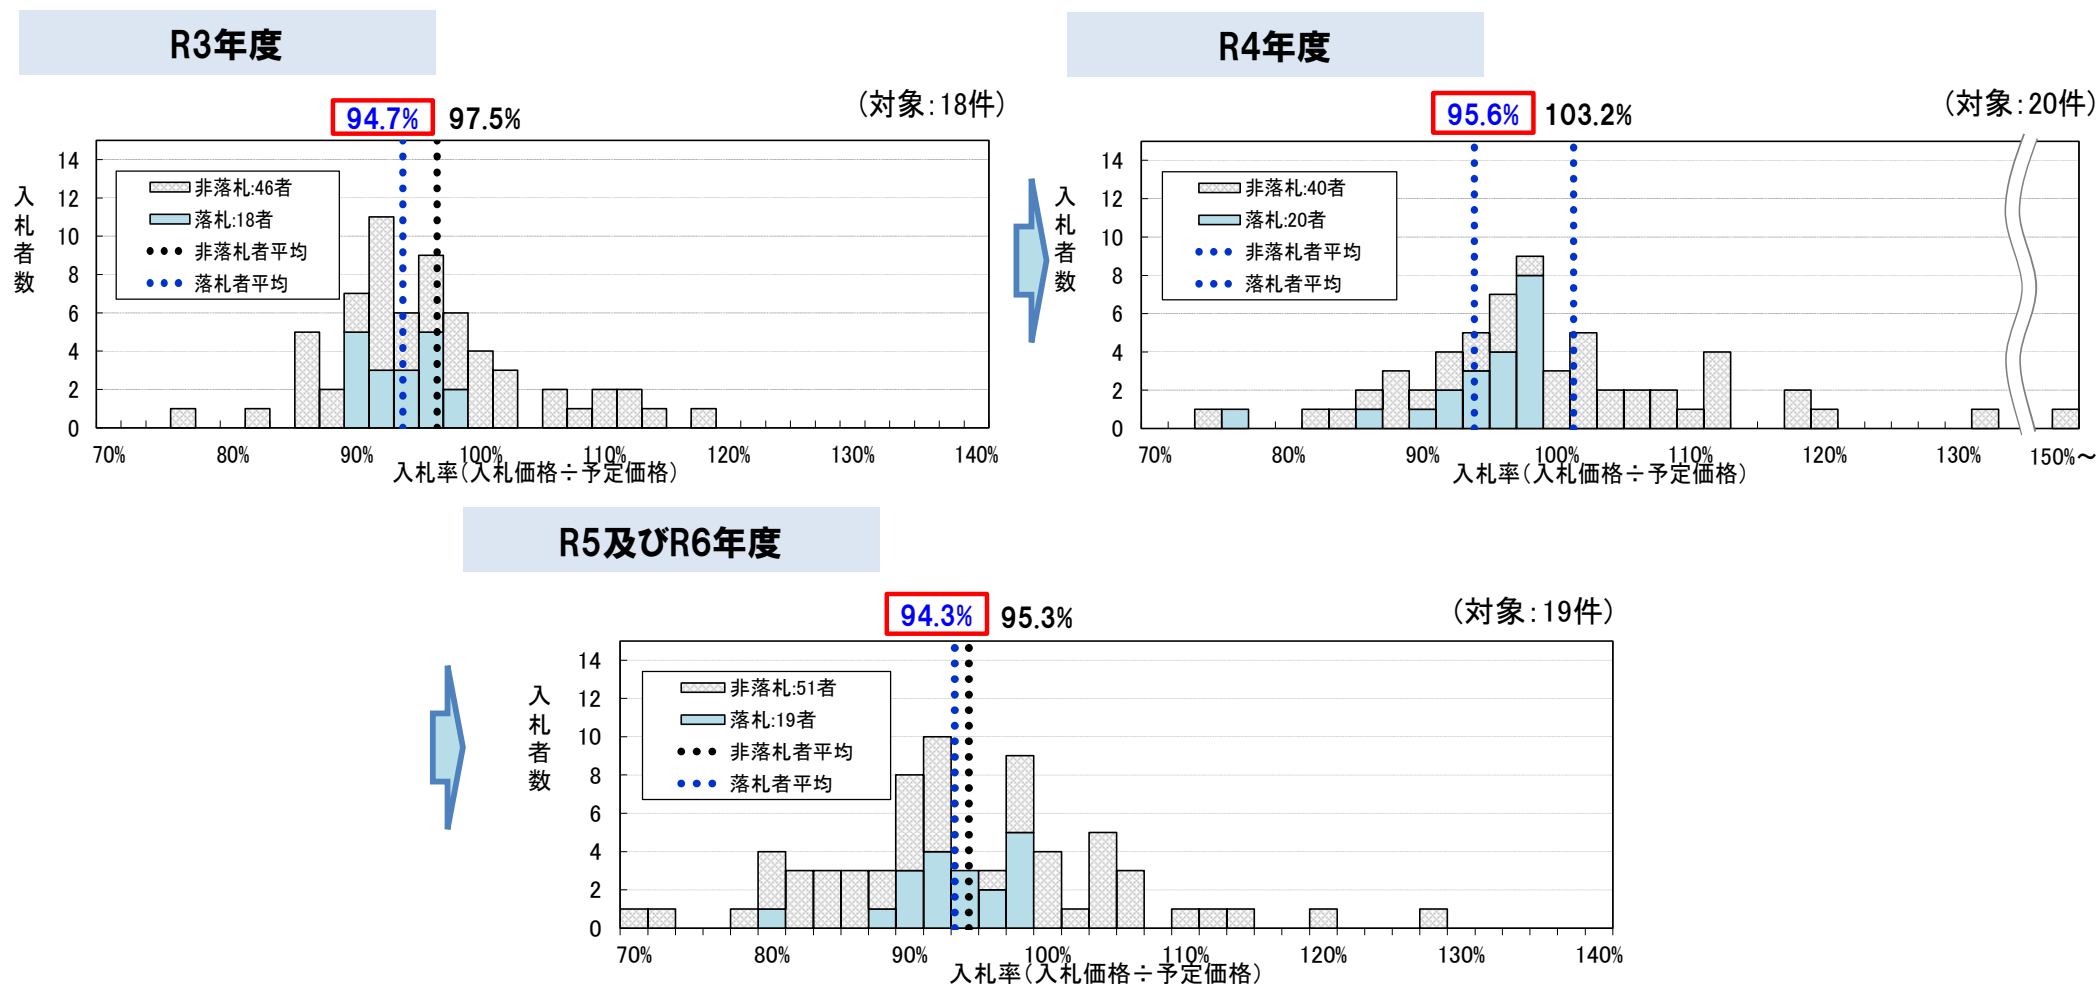 R3年度
94.7% 97.5%
(対象:18件)
入札者数
14
12
10
8
6
4
2
0
非落札:46者
落札:18者
非落札者平均
落札者平均
70% 80% 90% 100% 110% 120% 130% 140%
入札率(入札価格÷予定価格)
R4年度
95.6% 103.2%
(対象:20件)
入札者数
14
12
10
8
6
4
2
0
非落札:40者
落札:20者
非落札者平均
落札者平均
70% 80% 90% 100% 110% 120% 130% 150%~
入札率(入札価格÷予定価格)
R5及びR6年度
94.3% 95.3%
(対象:19件)
入札者数
14
12
10
8
6
4
2
0
非落札:51者
落札:19者
非落札者平均
落札者平均
70% 80% 90% 100% 110% 120% 130% 140%
入札率(入札価格÷予定価格)